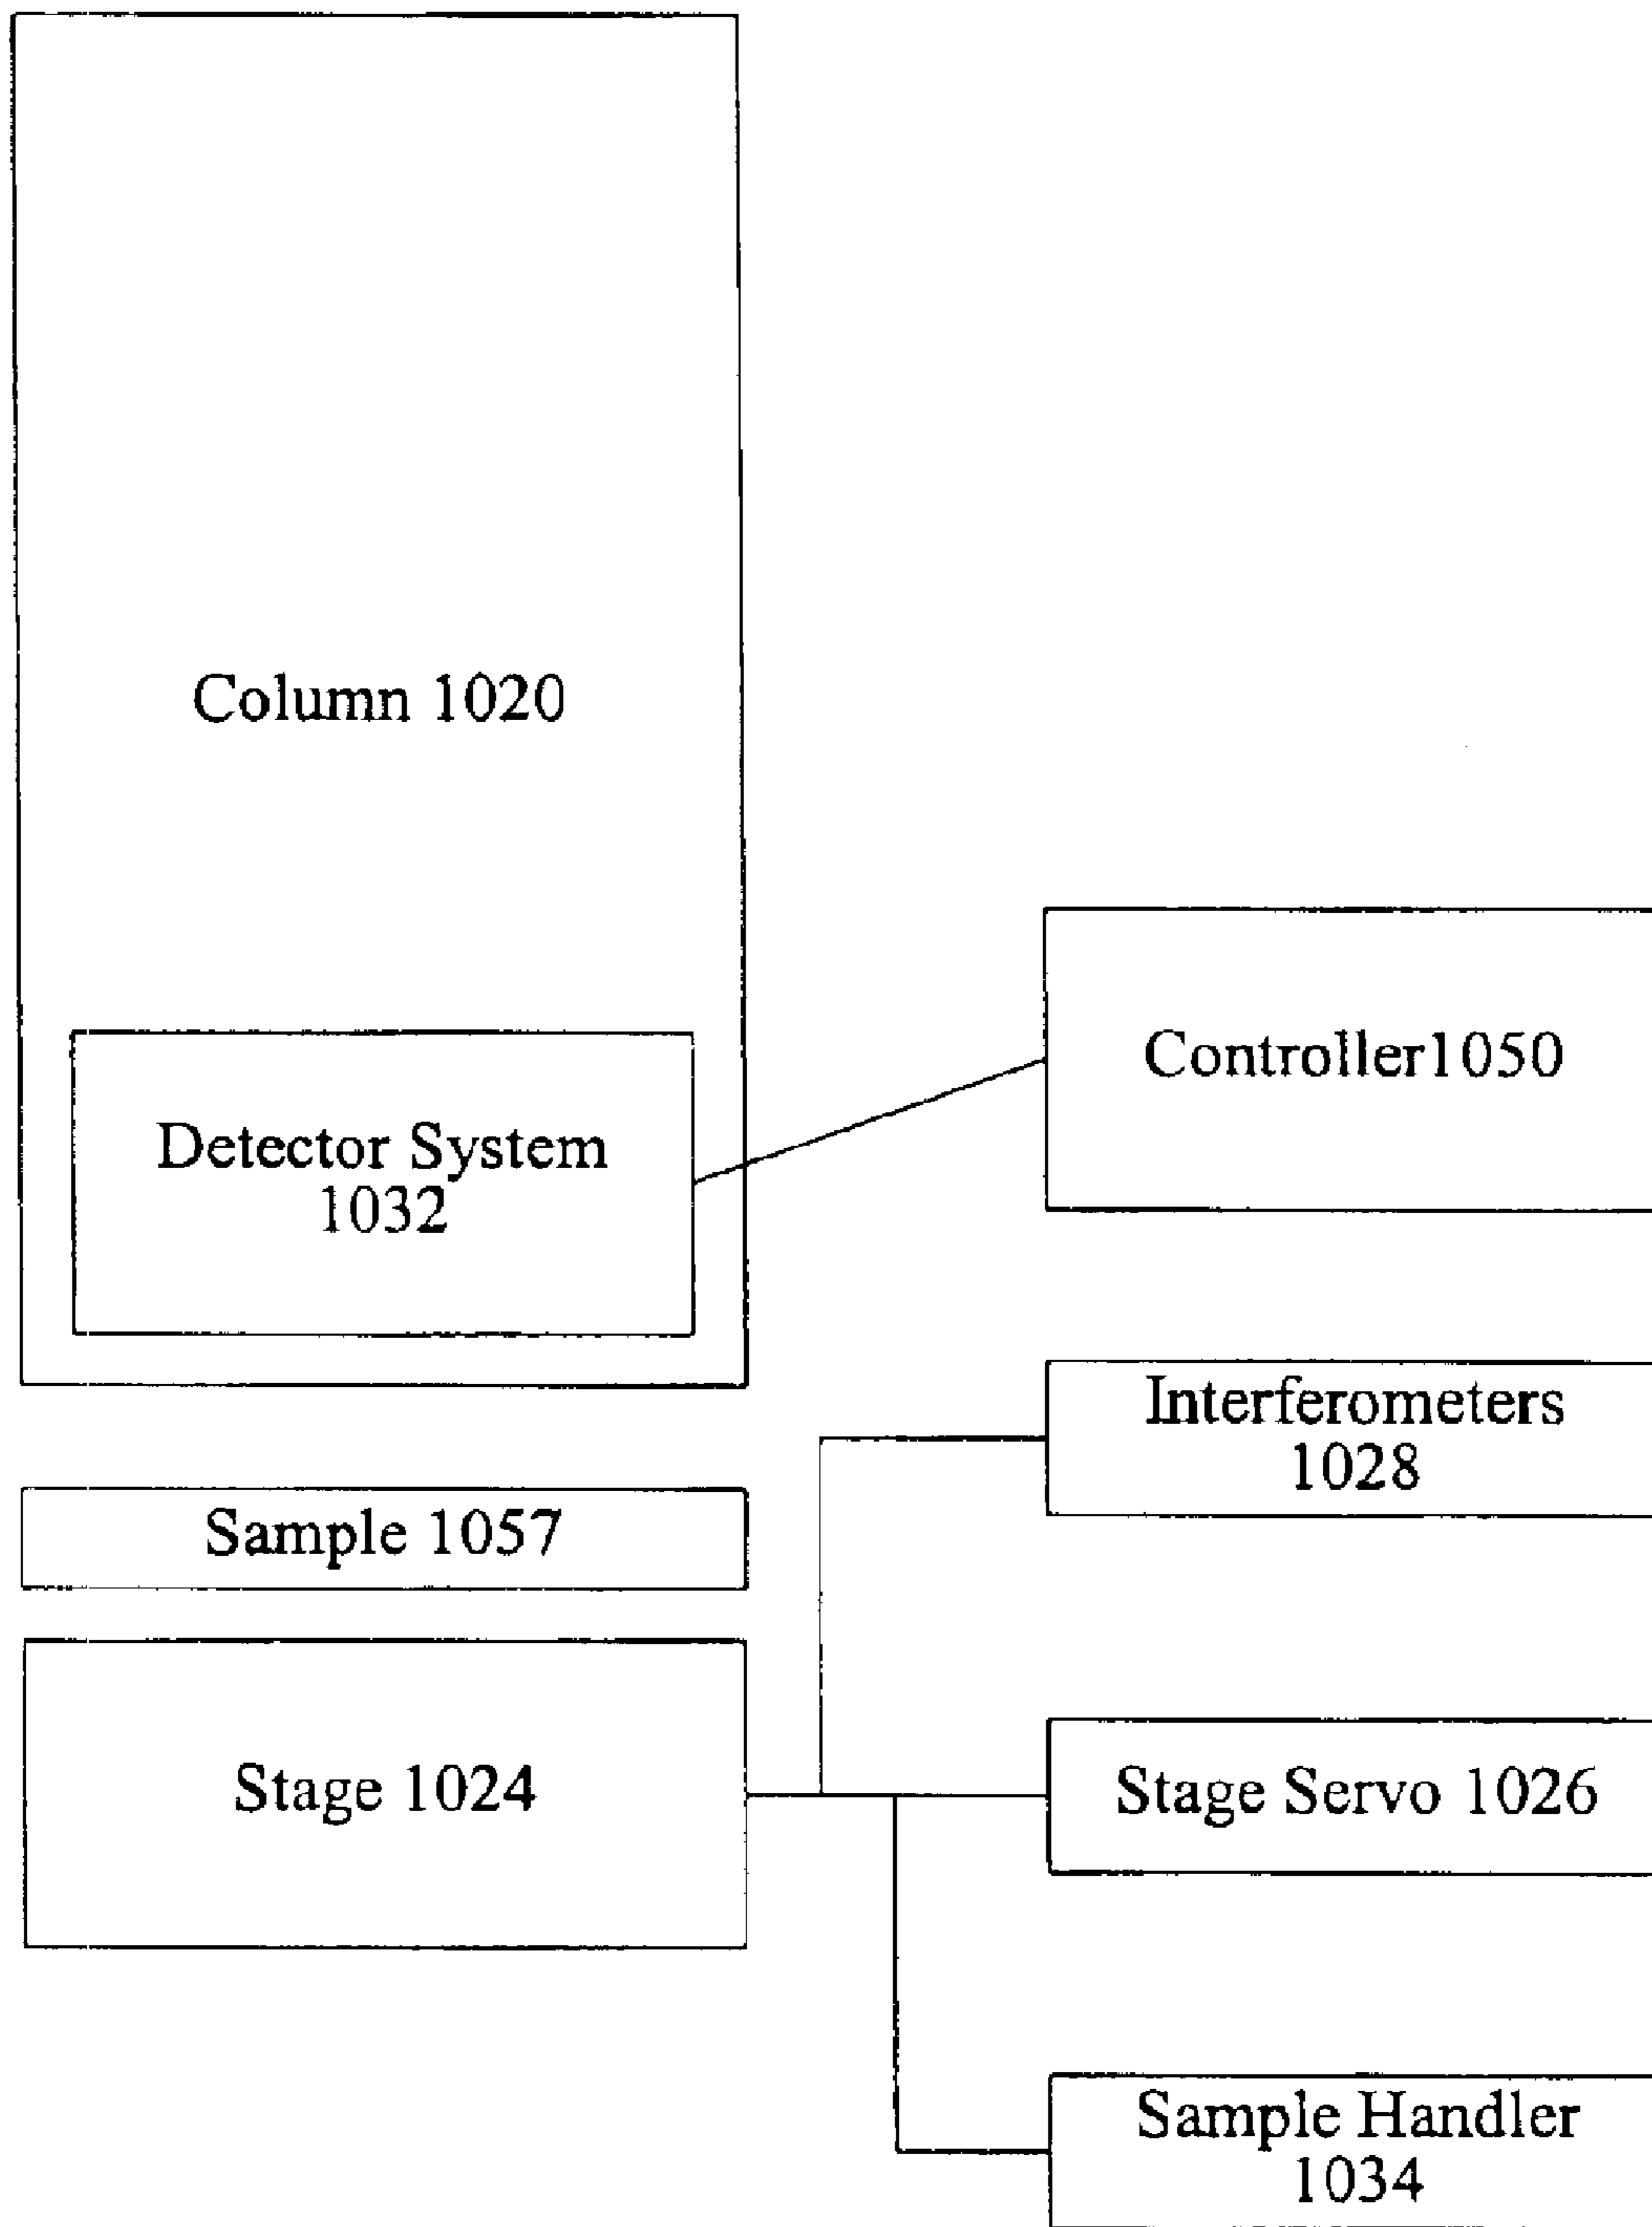 Column 1020
Controller1050
Detector System
1032
Interferometers
1028
Sample 1057
Stage 1024
Stage Servo 1026
Sample Handler
1034